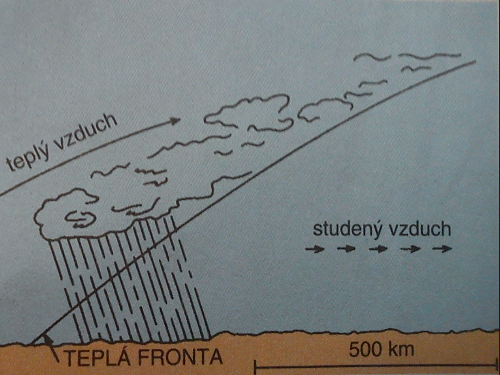 teplý vzduch
studený vzduch
TEPLÁ FRONTA
500 km